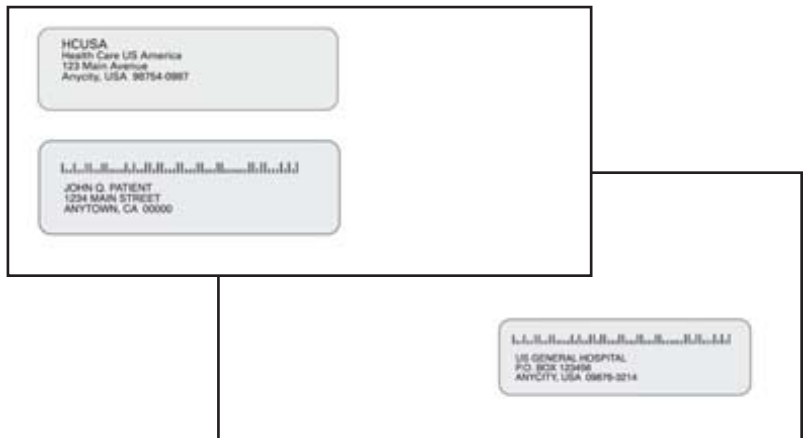 HCUSA
Health Care US America
123 Main Avenue
Anycity, USA 98754-0987
JOHN Q. PATIENT
1234 MAIN STREET
ANYTOWN, CA 00000
US GENERAL HOSPITAL
P.O. BOX 123456
ANYCITY, USA 09876-3214